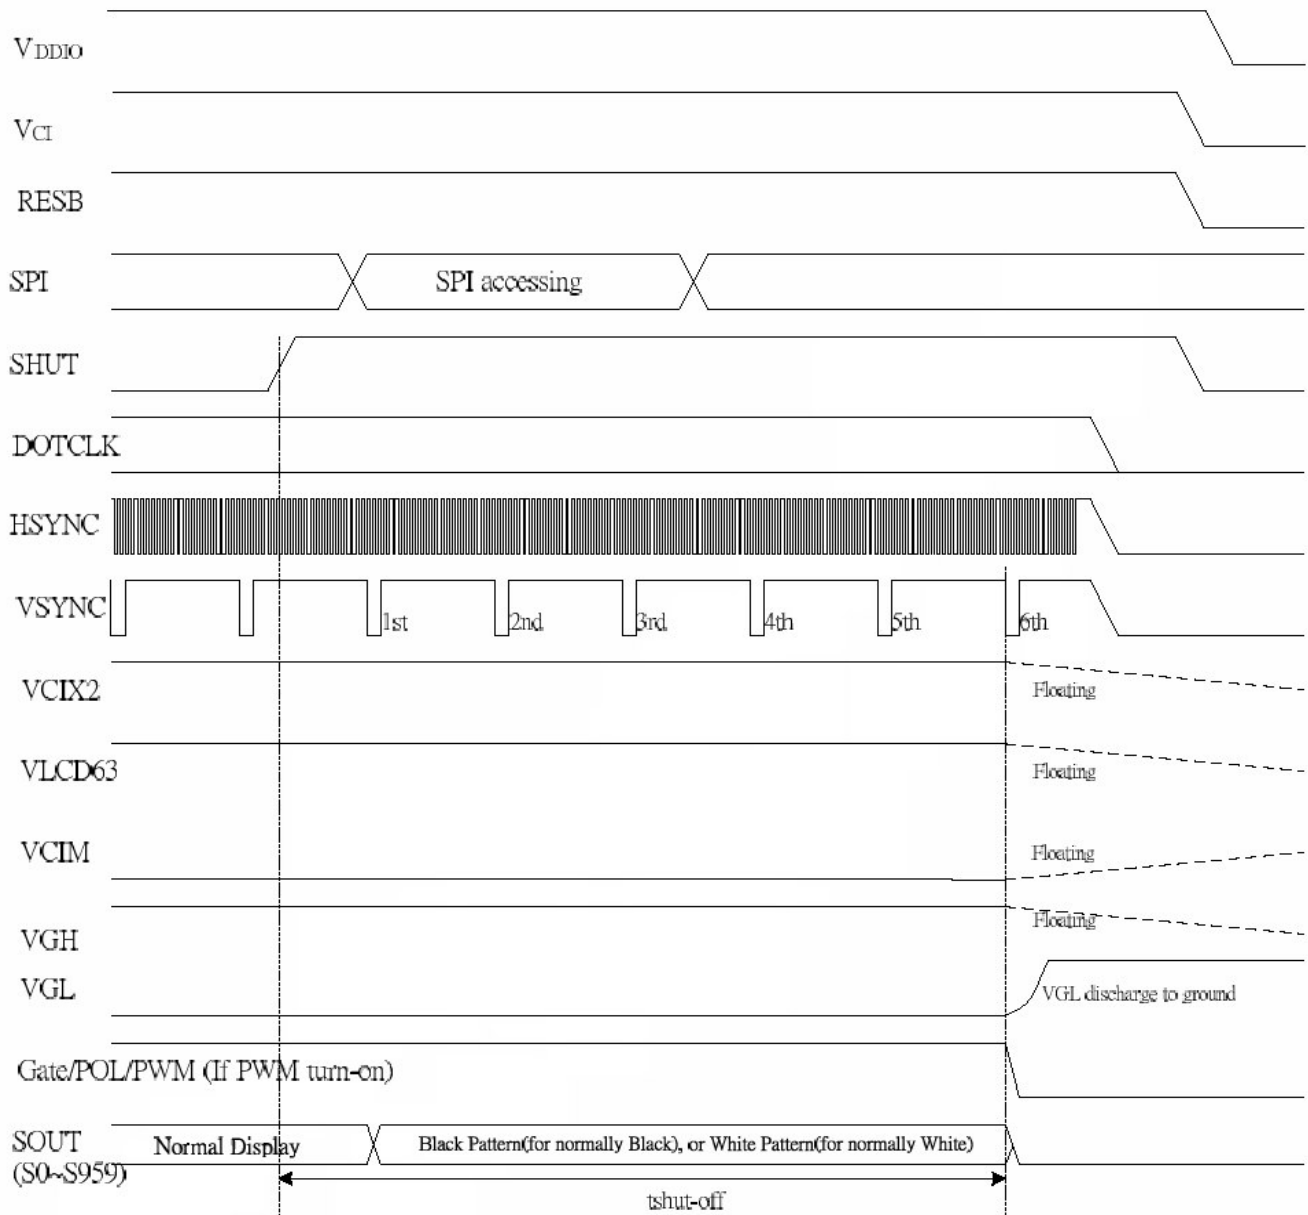 VDDIO
VCI
RESB
SPI SPI accessing
SHUT
DOTCLK
HSYNC
VSYNC 1st 2nd 3rd 4th 5th 6th
VCIX2 Floating
VLCD63 Floating
VCIM Floating
VGH Floating
VGL VGL discharge to ground
Gate/POL/PWM (If PWM turn-on)
SOUT Normal Display Black Pattern(for normally Black), or White Pattern(for normally White)
(S0~S959)
tshut-off